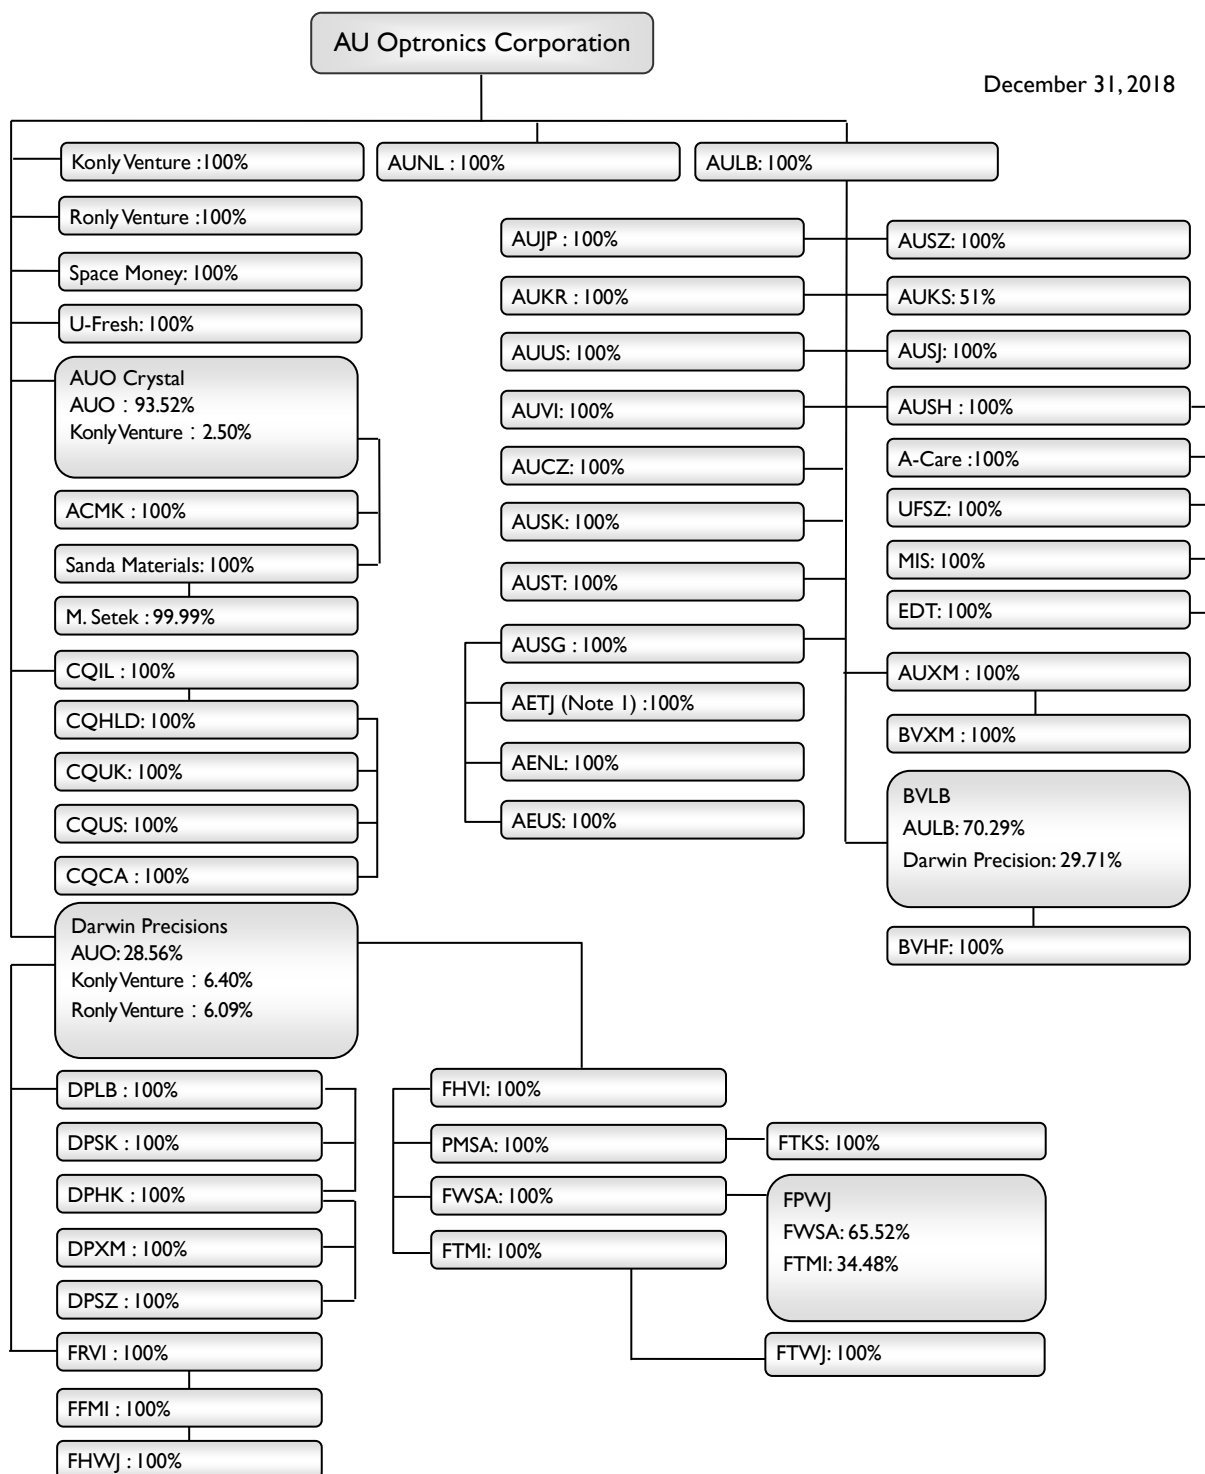 AU Optronics Corporation
December 31, 2018
Konly Venture :100%
AUNL : 100%
AULB: 100%
Ronly Venture :100%
Space Money: 100%
U-Fresh: 100%
AUO Crystal
AUO : 93.52%
Konly Venture : 2.50%
ACMK : 100%
Sanda Materials: 100%
M. Setek : 99.99%
CQIL : 100%
CQHLD: 100%
CQUK: 100%
CQUS: 100%
CQCA : 100%
Darwin Precisions
AUO: 28.56%
Konly Venture : 6.40%
Ronly Venture : 6.09%
DPLB : 100%
DPSK : 100%
DPHK : 100%
DPXM : 100%
DPSZ : 100%
FRVI : 100%
FFMI : 100%
FHWJ : 100%
AUJP : 100%
AUKR : 100%
AUUS: 100%
AUVI: 100%
AUCZ: 100%
AUSK: 100%
AUST: 100%
AUSG : 100%
AETJ (Note 1) :100%
AENL: 100%
AEUS: 100%
AUSZ: 100%
AUKS: 51%
AUSJ: 100%
AUSH : 100%
A-Care :100%
UFSZ: 100%
MIS: 100%
EDT: 100%
AUXM : 100%
BVXM : 100%
BVLB
AULB: 70.29%
Darwin Precision: 29.71%
BVHF: 100%
FHVI: 100%
PMSA: 100%
FWSA: 100%
FTMI: 100%
FTKS: 100%
FPWJ
FWSA: 65.52%
FTMI: 34.48%
FTWJ: 100%